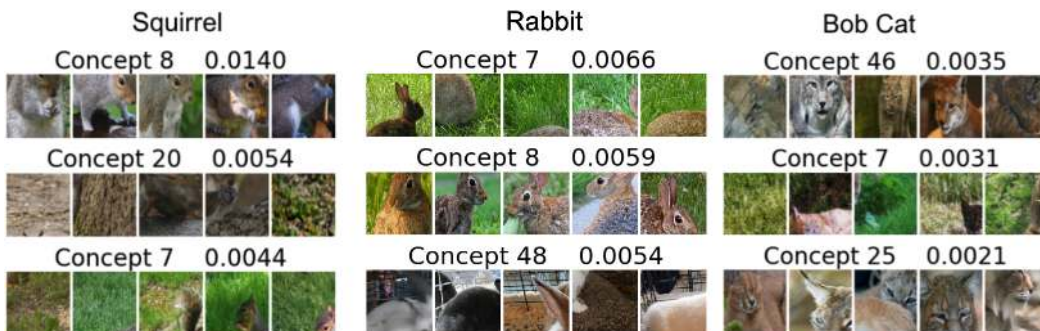 Squirrel Rabbit Bob Cat
Concept 8 0.0140 Concept 7 0.0066 Concept 46 0.0035
Concept 20 0.0054 Concept 8 0.0059 Concept 7 0.0031
Concept 7 0.0044 Concept 48 0.0054 Concept 25 0.0021